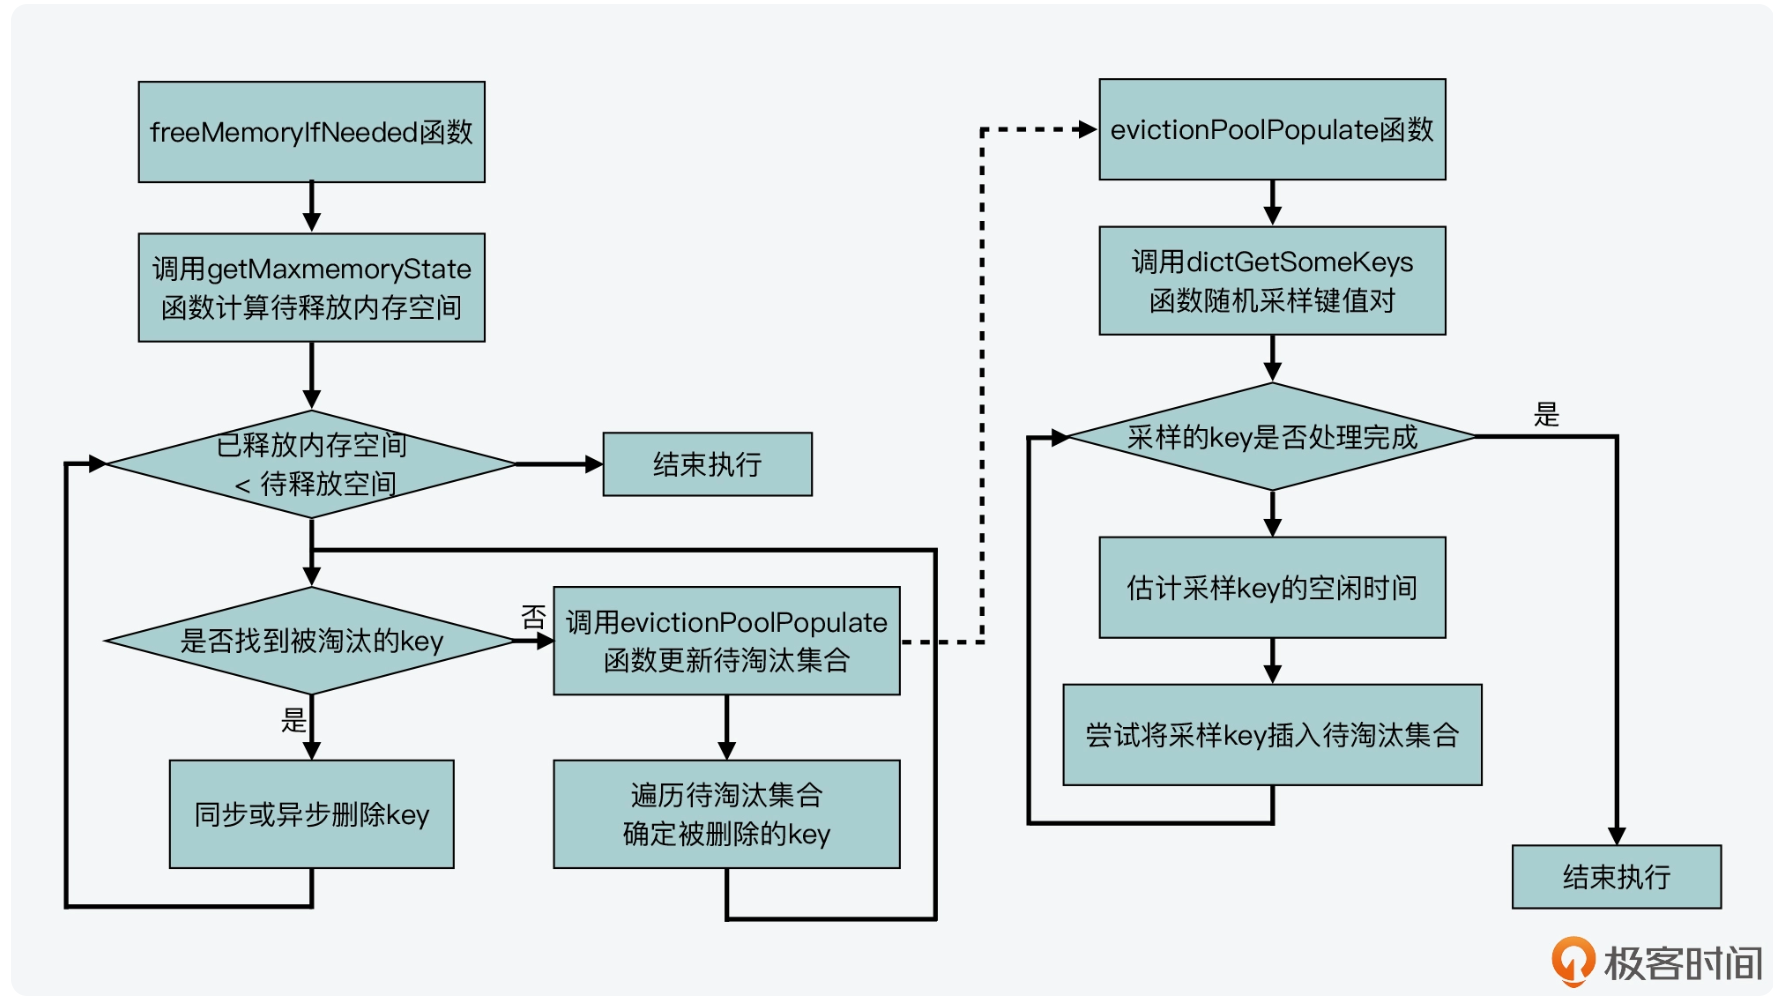 freeMemoryIfNeeded函数
调用getMaxmemoryState
函数计算待释放内存空间
已释放内存空间
< 待释放空间
结束执行
是否找到被淘汰的key
否
是
调用evictionPoolPopulate
函数更新待淘汰集合
同步或异步删除key
遍历待淘汰集合
确定被删除的key
evictionPoolPopulate函数
调用dictGetSomeKeys
函数随机采样键值对
采样的key是否处理完成
是
估计采样key的空闲时间
尝试将采样key插入待淘汰集合
结束执行
极客时间